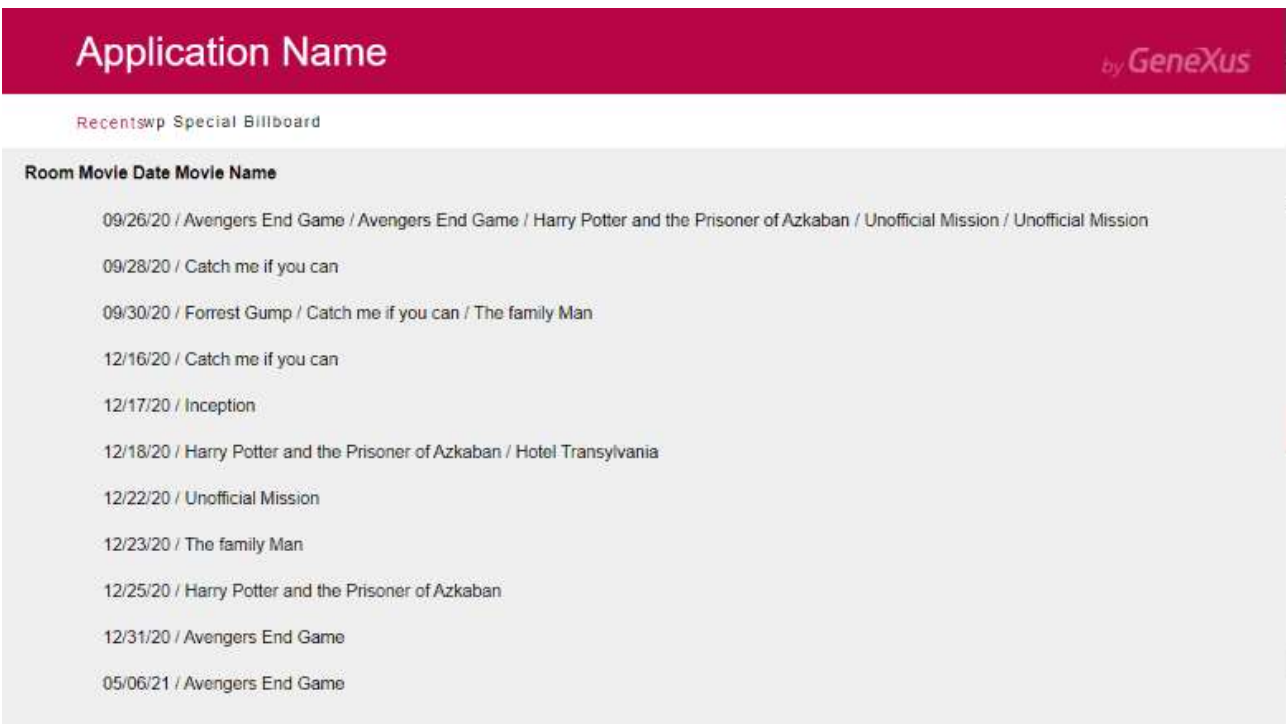 Application Name
by GeneXus
Recentswp Special Billboard
Room Movie Date Movie Name
09/26/20 / Avengers End Game / Avengers End Game / Harry Potter and the Prisoner of Azkaban / Unofficial Mission / Unofficial Mission
09/28/20 / Catch me if you can
09/30/20 / Forrest Gump / Catch me if you can / The family Man
12/16/20 / Catch me if you can
12/17/20 / Inception
12/18/20 / Harry Potter and the Prisoner of Azkaban / Hotel Transylvania
12/22/20 / Unofficial Mission
12/23/20 / The family Man
12/25/20 / Harry Potter and the Prisoner of Azkaban
12/31/20 / Avengers End Game
05/06/21 / Avengers End Game